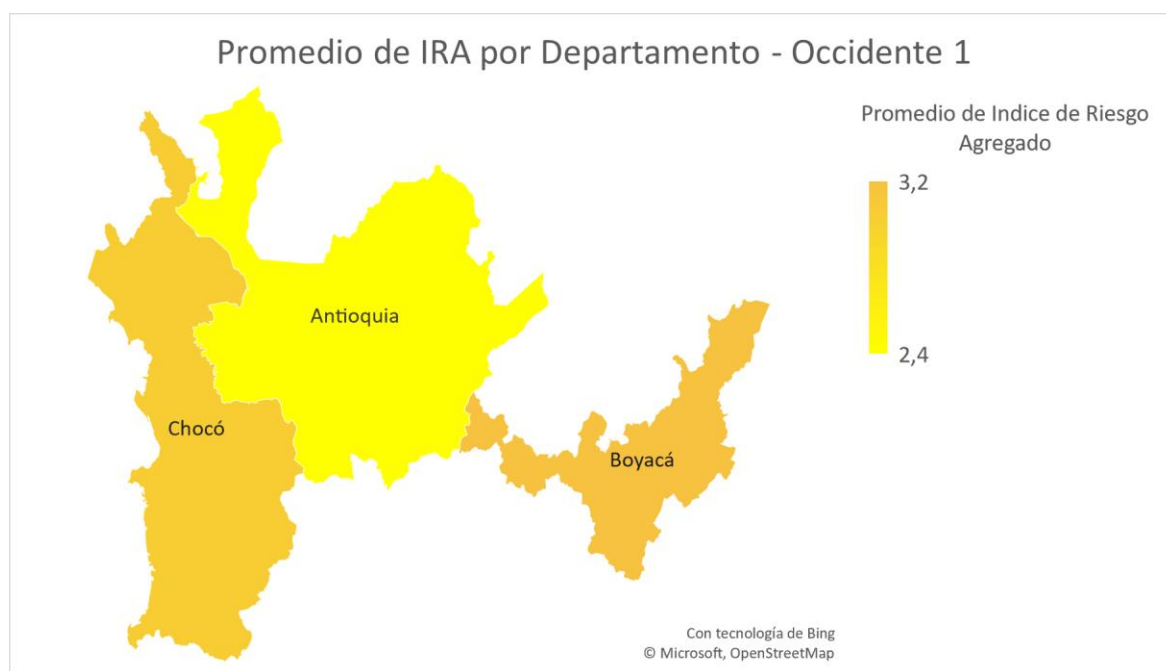 Promedio de IRA por Departamento - Occidente 1
Promedio de Indice de Riesgo
Agregado
3,2
2,4
Antioquia
Chocó
Boyacá
Con tecnología de Bing
© Microsoft, OpenStreetMap